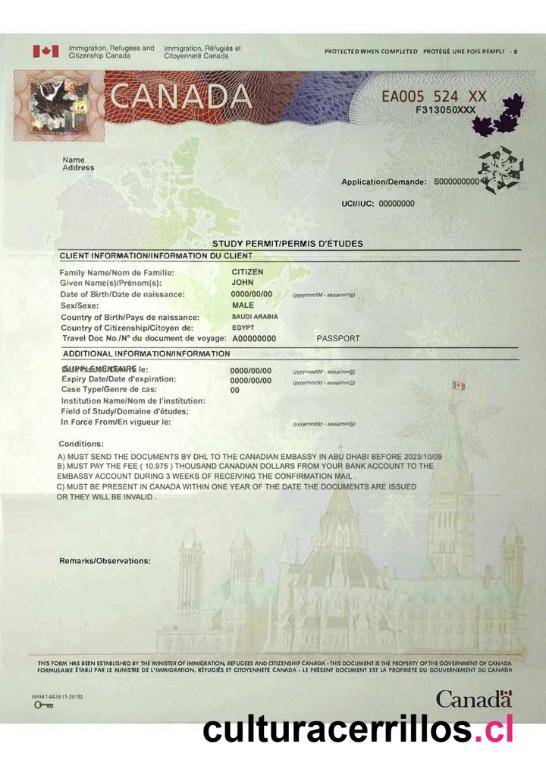 Immigration, Refugees and Immigration, Réfugiés et
Citizenship Canada Citoyenneté Canada
PROTECTED WHEN COMPLETED PROTÉGÉ UNE FOIS REMPLI - B
CANADA
EA005 524 XX
F313050XXX
Name
Address
Application/Demande: S000000000
UCI/IUC: 00000000
STUDY PERMIT/PERMIS D'ÉTUDES
CLIENT INFORMATION/INFORMATION DU CLIENT
Family Name/Nom de Famille: CITIZEN
Given Name(s)/Prénom(s): JOHN
Date of Birth/Date de naissance: 0000/00/00 (yyyy/mm/dd - aaaa/mm/jj)
Sex/Sexe: MALE
Country of Birth/Pays de naissance: SAUDI ARABIA
Country of Citizenship/Citoyen de: EGYPT
Travel Doc No./N° du document de voyage: A00000000 PASSPORT
ADDITIONAL INFORMATION/INFORMATION
SUPPLÉMENTAIRE le: 0000/00/00 (yyyy/mm/dd - aaaa/mm/jj)
Expiry Date/Date d'expiration: 0000/00/00 (yyyy/mm/dd - aaaa/mm/jj)
Case Type/Genre de cas: 00
Institution Name/Nom de l'institution:
Field of Study/Domaine d'études:
In Force From/En vigueur le: (yyyy/mm/dd - aaaa/mm/jj)
Conditions:
A) MUST SEND THE DOCUMENTS BY DHL TO THE CANADIAN EMBASSY IN ABU DHABI BEFORE 2023/10/09
B) MUST PAY THE FEE ( 10.975 ) THOUSAND CANADIAN DOLLARS FROM YOUR BANK ACCOUNT TO THE
EMBASSY ACCOUNT DURING 3 WEEKS OF RECEIVING THE CONFIRMATION MAIL .
C) MUST BE PRESENT IN CANADA WITHIN ONE YEAR OF THE DATE THE DOCUMENTS ARE ISSUED
OR THEY WILL BE INVALID .
Remarks/Observations:
THIS FORM HAS BEEN ESTABLISHED BY THE MINISTER OF IMMIGRATION, REFUGEES AND CITIZENSHIP CANADA - THIS DOCUMENT IS THE PROPERTY OF THE GOVERNMENT OF CANADA
FORMULAIRE ÉTABLI PAR LE MINISTRE DE L'IMMIGRATION, RÉFUGIÉS ET CITOYENNETÉ CANADA - LE PRÉSENT DOCUMENT EST LA PROPRIÉTÉ DU GOUVERNEMENT DU CANADA
Canada
culturacerrillos.cl